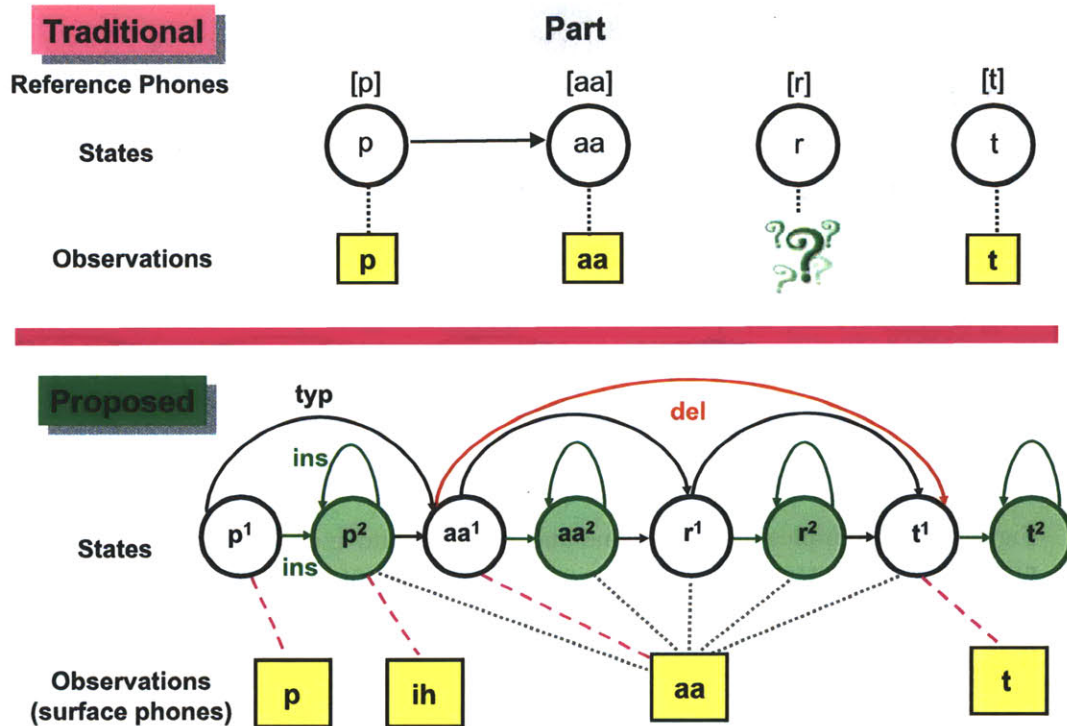 Traditional
Part
Reference Phones [p] [aa] [r] [t]
States p aa r t
? ? ? ? ?
Observations p aa t
Proposed
typ
del
ins
States p¹ p² aa¹ aa² r¹ r² t¹ t²
ins
Observations
(surface phones)
p ih aa t